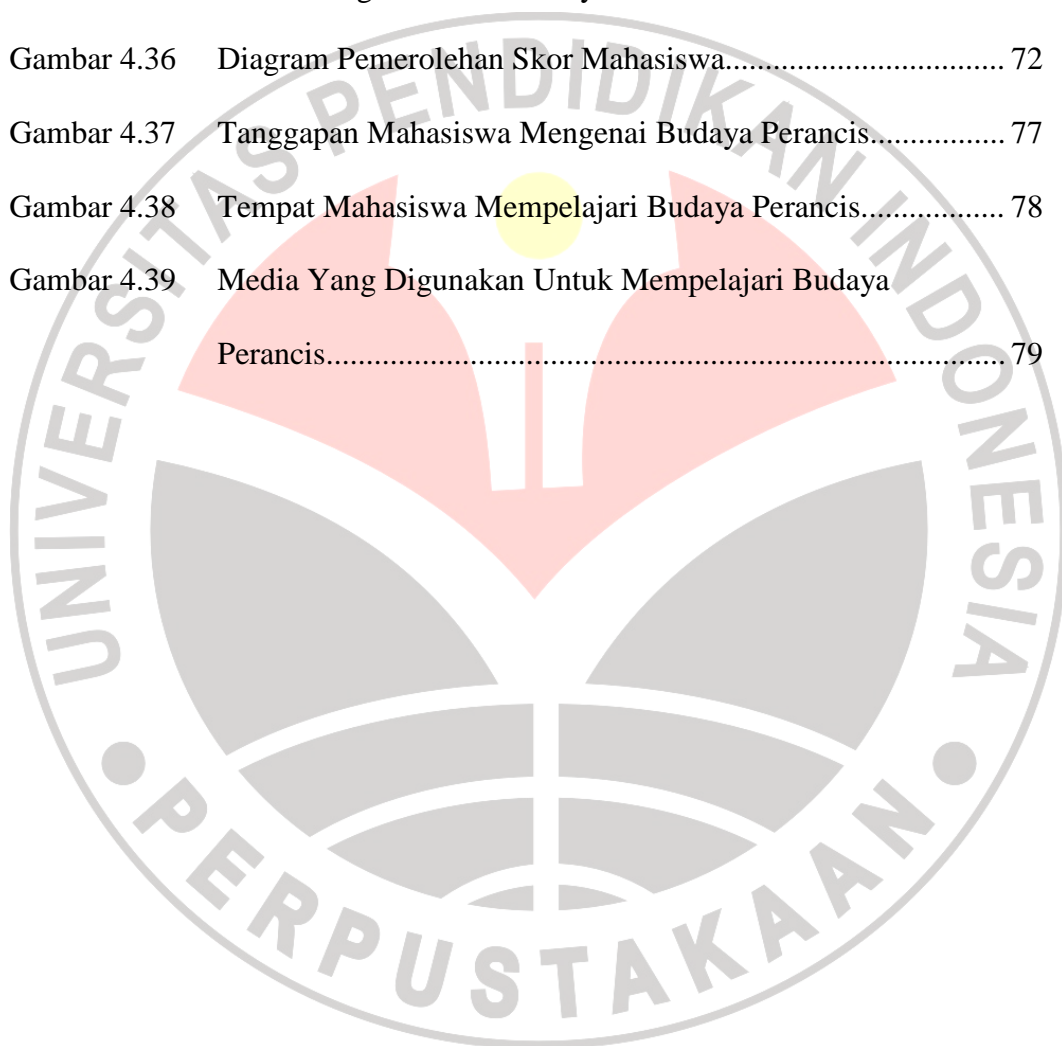 Gambar 4.36 Diagram Pemerolehan Skor Mahasiswa................................... 72
Gambar 4.37 Tanggapan Mahasiswa Mengenai Budaya Perancis................. 77
Gambar 4.38 Tempat Mahasiswa Mempelajari Budaya Perancis.................. 78
Gambar 4.39 Media Yang Digunakan Untuk Mempelajari Budaya
Perancis..................................................................................... 79
UNIVERSITAS PENDIDIKAN INDONESIA
PERPUSTAKAAN